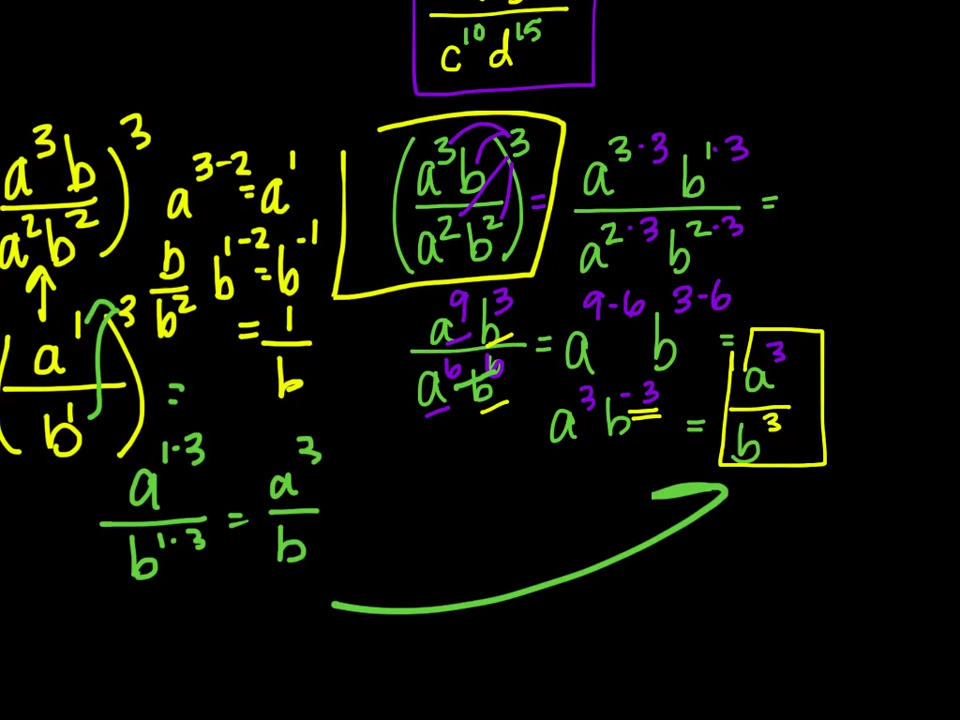 c^10 d^15
(a^3 b / a^2 b^2)^3
a^(3-2) = a^1
b / b^2
b^(1-2) = b^-1
= 1 / b
(a^1 / b^1)^3 =
a^(1·3) / b^(1·3) = a^3 / b
(a^3 b / a^2 b^2)^3 = a^(3·3) b^(1·3) / a^(2·3) b^(2·3) =
a^9 b^3 / a^6 b^6 = a^(9-6) b^(3-6) =
a^3 b^-3 = a^3 / b^3